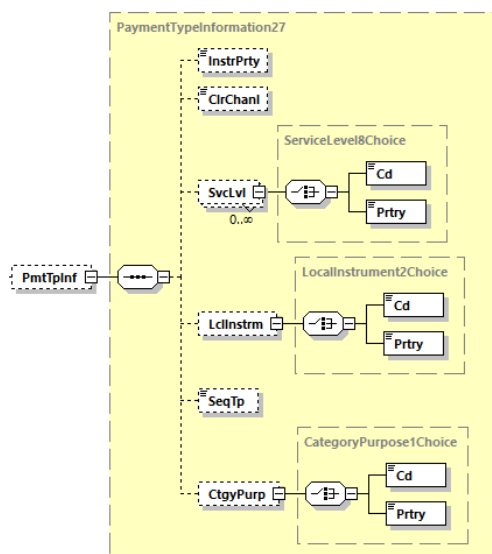 PaymentTypeInformation27
InstrPrty
ClrChanl
ServiceLevel8Choice
Cd
SvcLvl
Prtry
0..∞
PmtTpInf
LocalInstrument2Choice
Cd
LclInstrm
Prtry
SeqTp
CategoryPurpose1Choice
Cd
CtgyPurp
Prtry